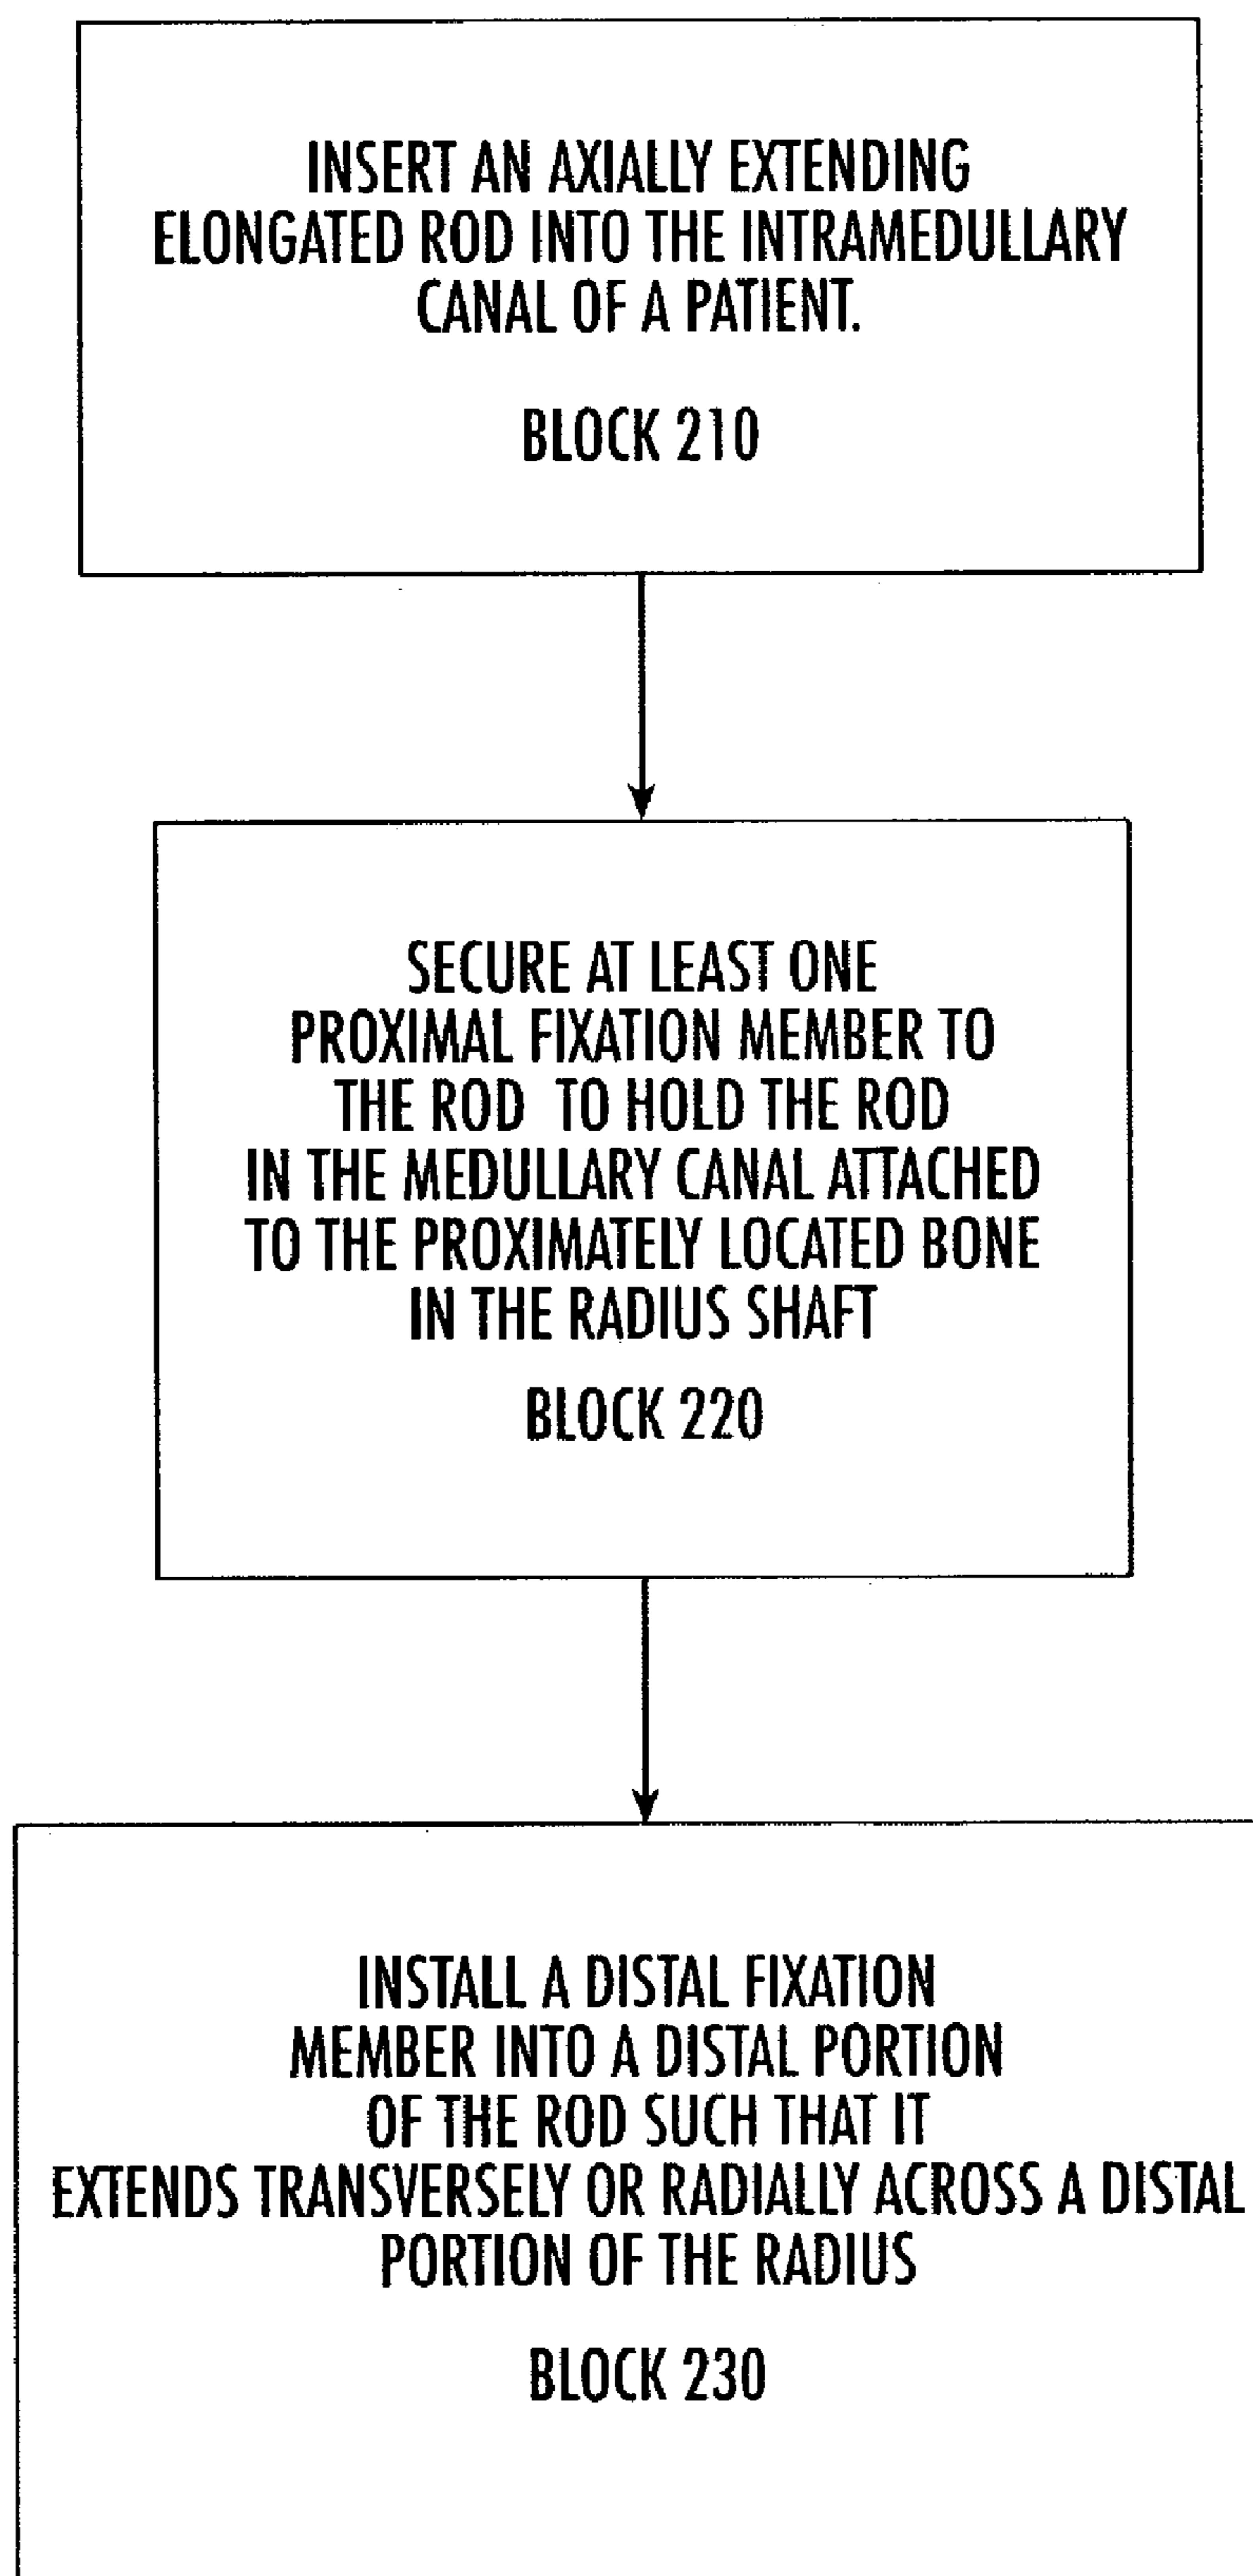 INSERT AN AXIALLY EXTENDING
ELONGATED ROD INTO THE INTRAMEDULLARY
CANAL OF A PATIENT.
BLOCK 210
SECURE AT LEAST ONE
PROXIMAL FIXATION MEMBER TO
THE ROD TO HOLD THE ROD
IN THE MEDULLARY CANAL ATTACHED
TO THE PROXIMATELY LOCATED BONE
IN THE RADIUS SHAFT
BLOCK 220
INSTALL A DISTAL FIXATION
MEMBER INTO A DISTAL PORTION
OF THE ROD SUCH THAT IT
EXTENDS TRANSVERSELY OR RADIALLY ACROSS A DISTAL
PORTION OF THE RADIUS
BLOCK 230